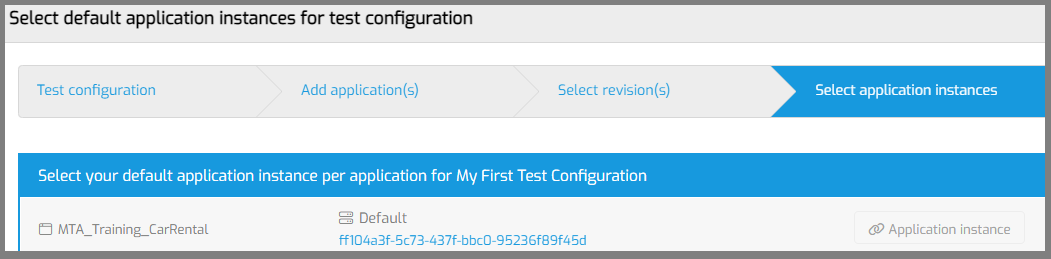 Select default application instances for test configuration
Test configuration
Add application(s)
Select revision(s)
Select application instances
Select your default application instance per application for My First Test Configuration
MTA_Training_CarRental
Default
ff104a3f-5c73-437f-bbc0-95236f89f45d
Application instance